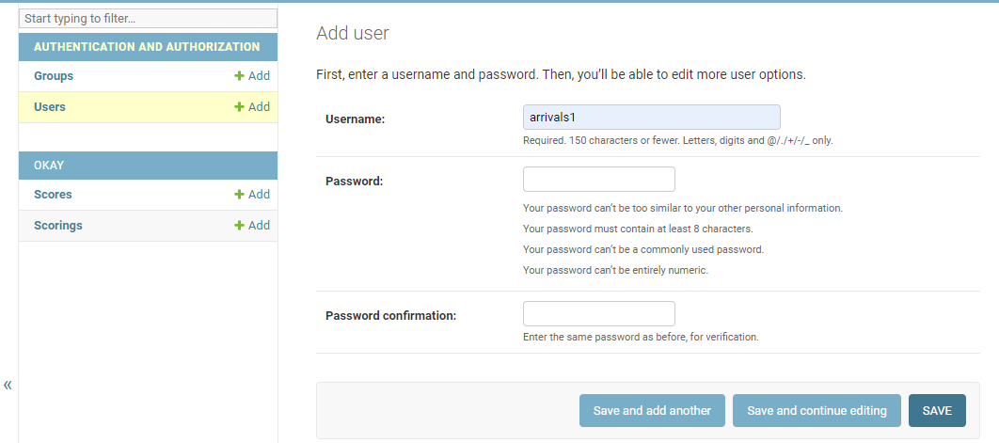 Start typing to filter...
AUTHENTICATION AND AUTHORIZATION
Groups + Add
Users + Add
OKAY
Scores + Add
Scorings + Add
«
Add user
First, enter a username and password. Then, you’ll be able to edit more user options.
Username: arrivals1
Required. 150 characters or fewer. Letters, digits and @/./+/-/_ only.
Password:
Your password can’t be too similar to your other personal information.
Your password must contain at least 8 characters.
Your password can’t be a commonly used password.
Your password can’t be entirely numeric.
Password confirmation:
Enter the same password as before, for verification.
Save and add another Save and continue editing SAVE